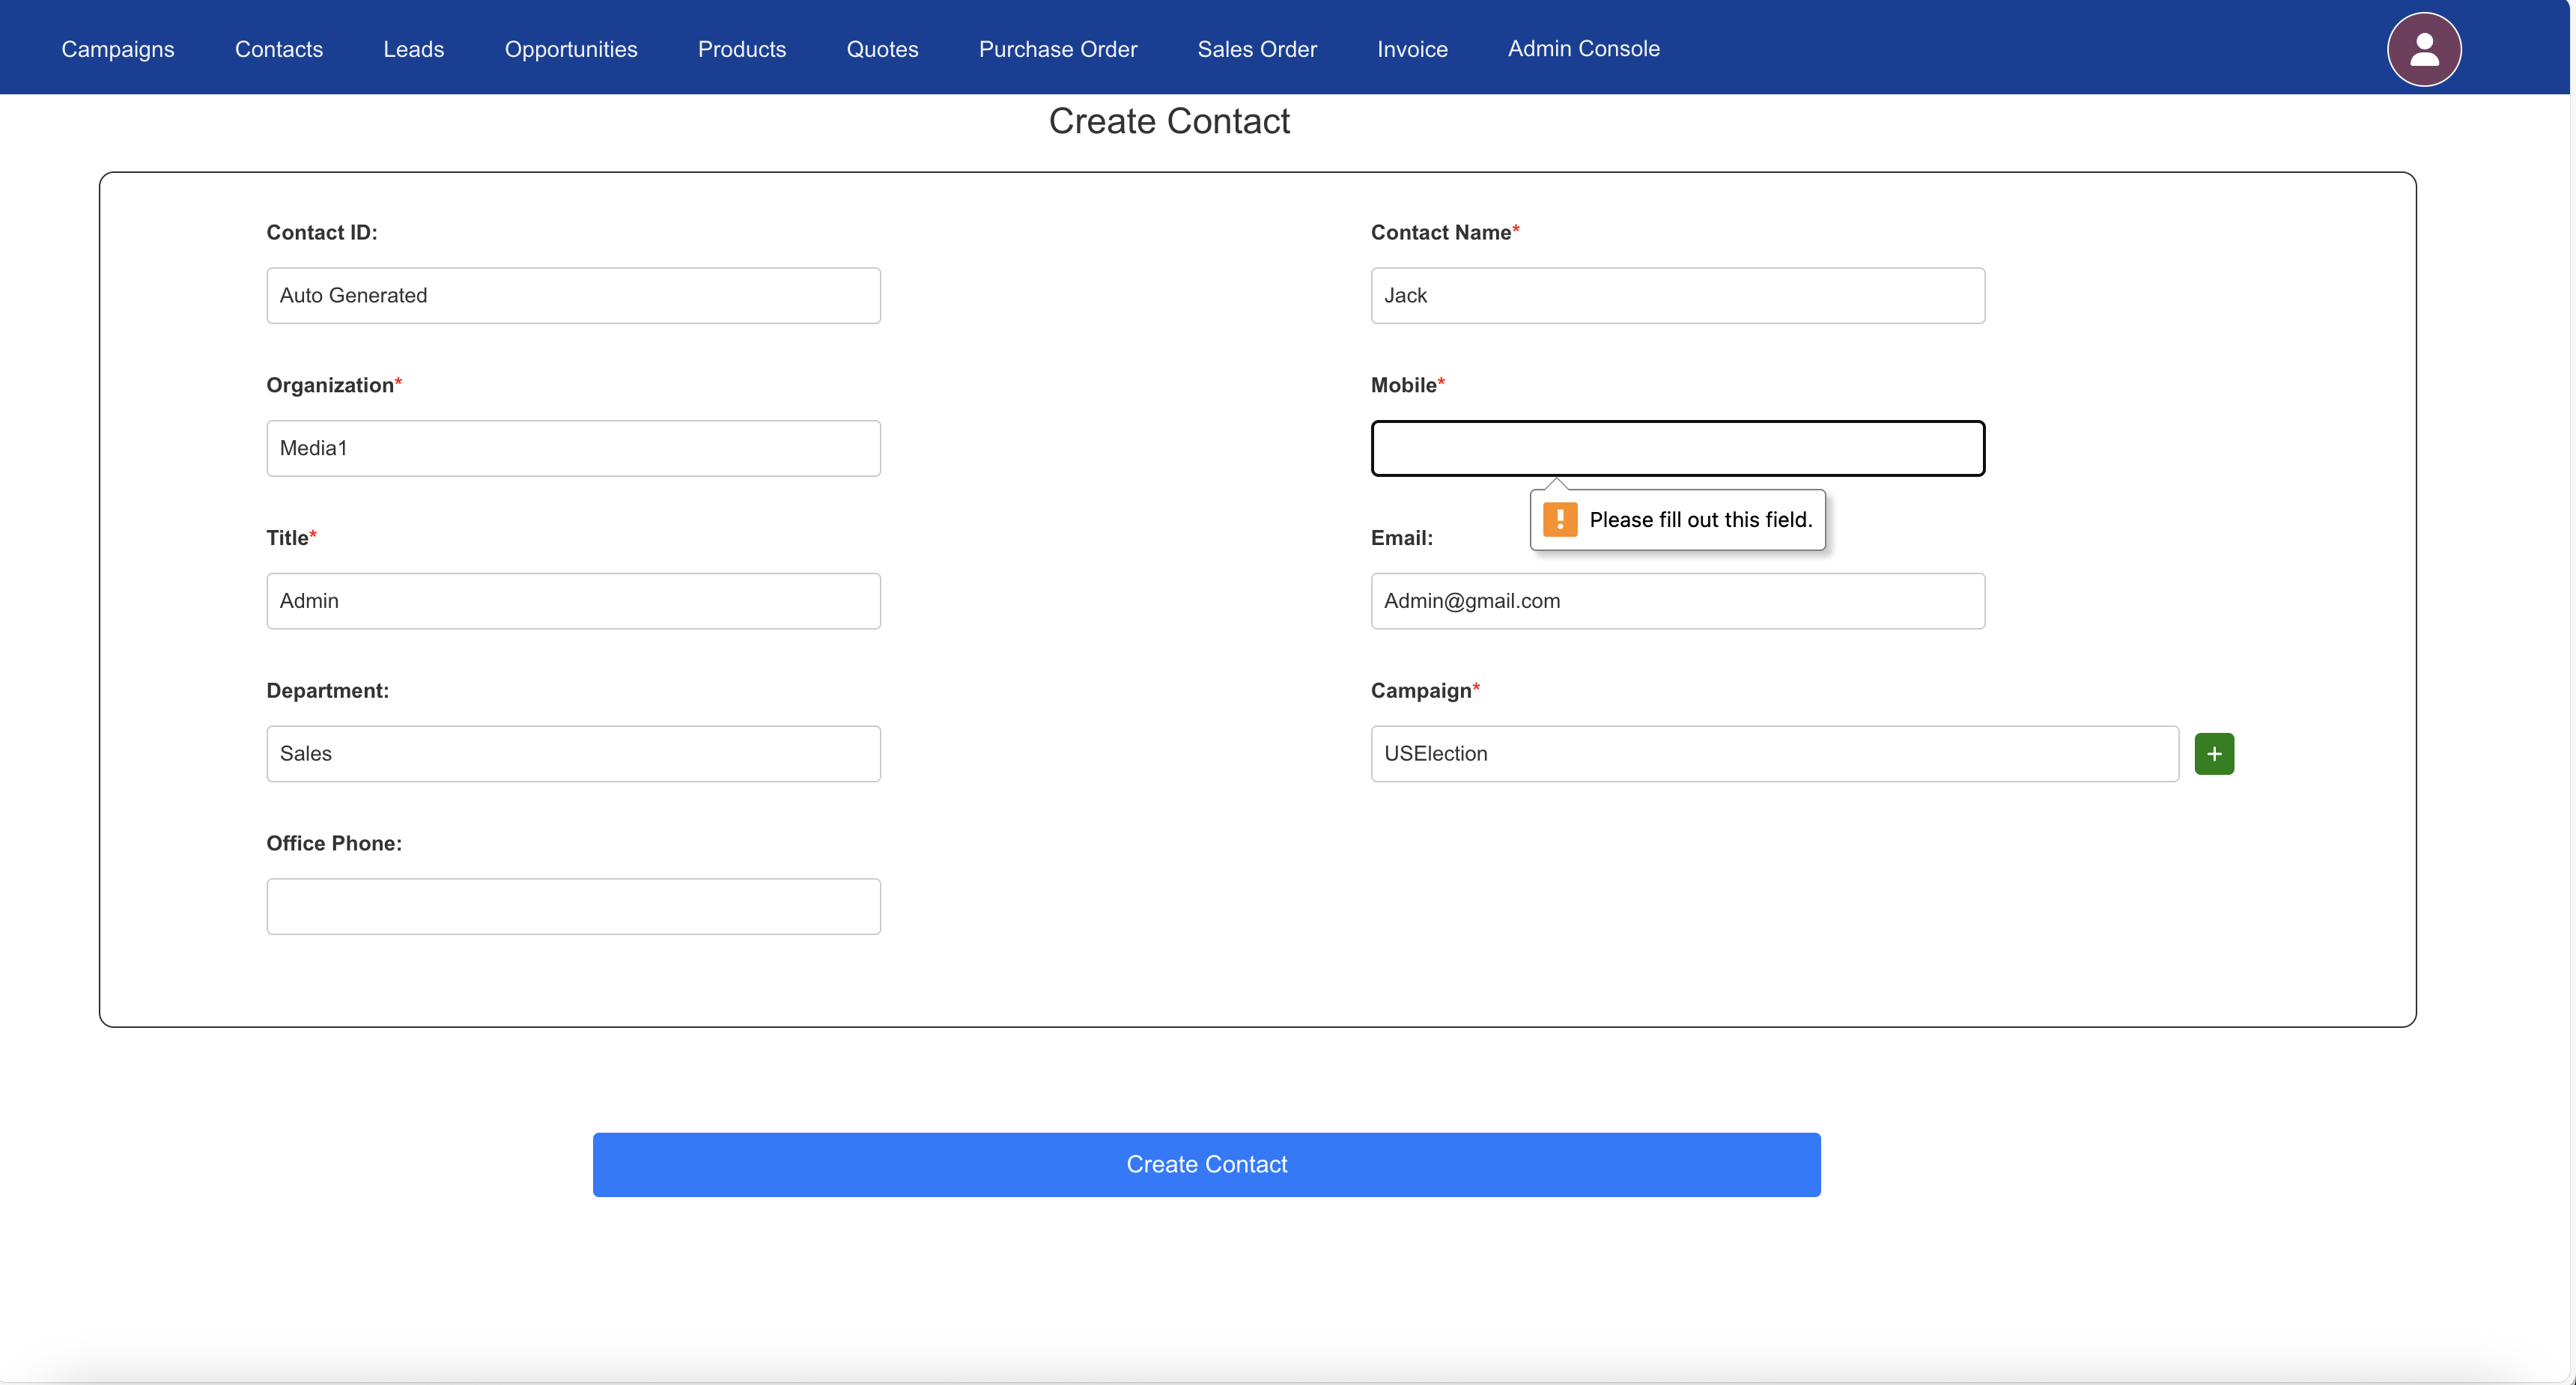 Campaigns Contacts Leads Opportunities Products Quotes Purchase Order Sales Order Invoice Admin Console
Create Contact
Contact ID:
Auto Generated
Contact Name*
Jack
Organization*
Media1
Mobile*
Please fill out this field.
Title*
Admin
Email:
Admin@gmail.com
Department:
Sales
Campaign*
USElection
+
Office Phone:
Create Contact